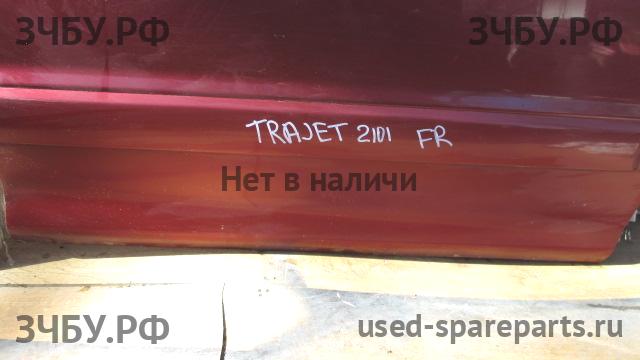 ЗЧБУ.РФ ЗЧБУ.РФ
TRAJET 2101 FR
Нет в наличи
ЗЧБУ.РФ used-spareparts.ru